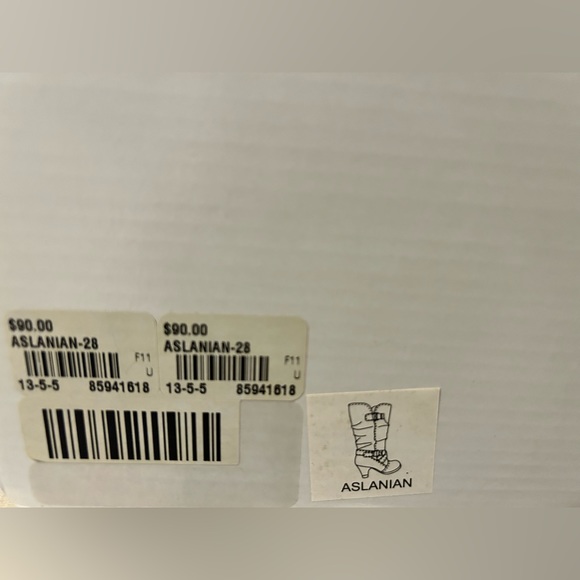 $90.00
ASLANIAN-28
F11
U
13-5-5 85941618
$90.00
ASLANIAN-28
F11
U
13-5-5 85941618
ASLANIAN